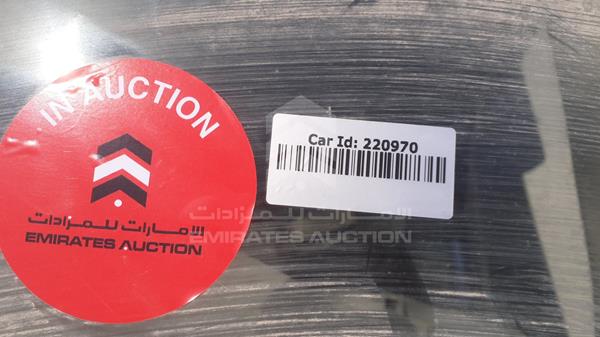 IN AUCTION
الامارات للمزادات
EMIRATES AUCTION
Car Id: 220970
الامارات للمزادات
EMIRATES AUCTION